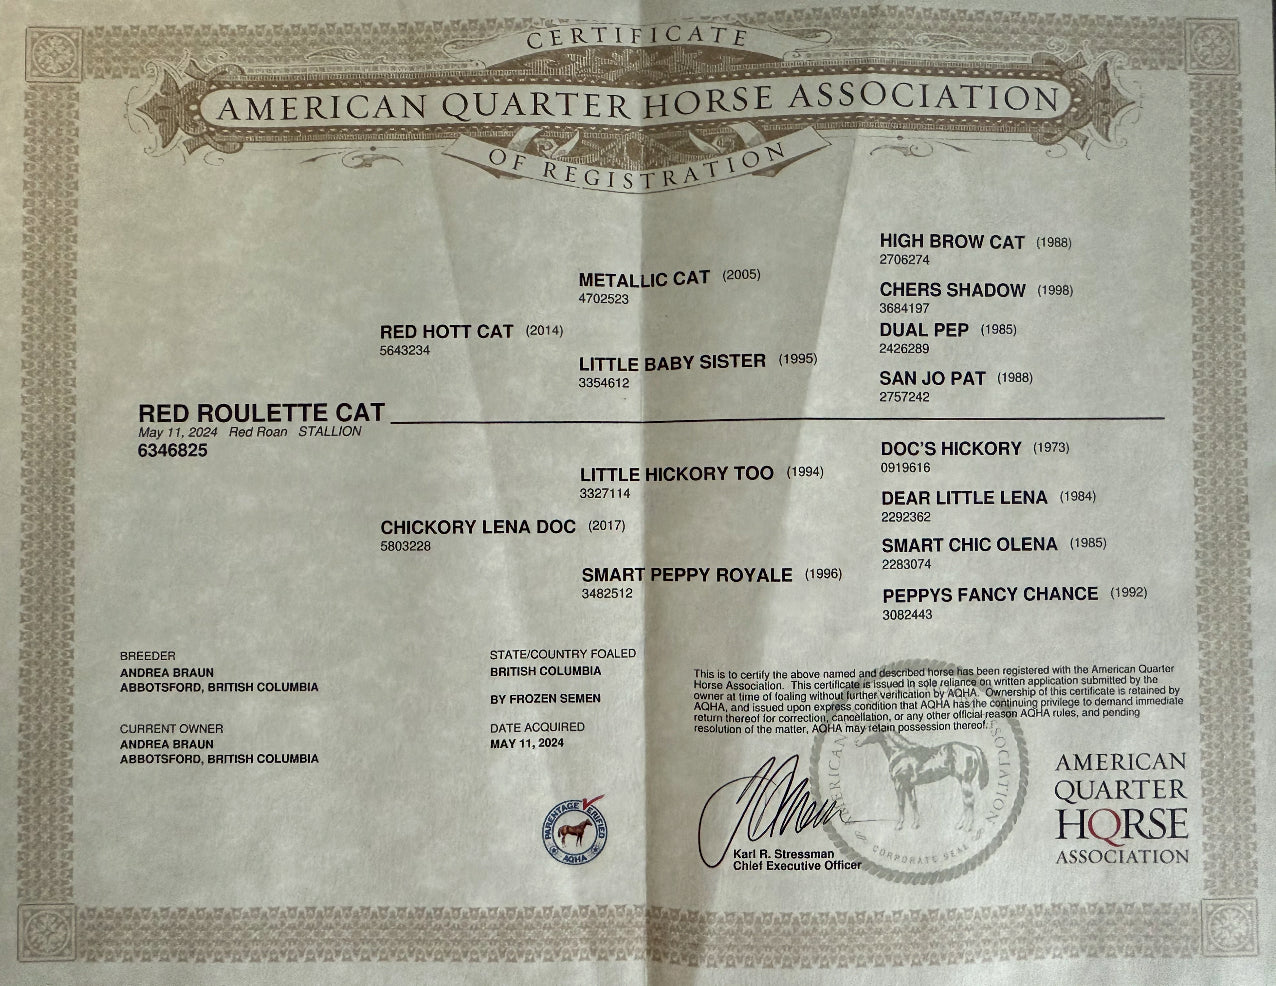 CERTIFICATE
AMERICAN QUARTER HORSE ASSOCIATION
OF REGISTRATION
HIGH BROW CAT (1988)
2706274
METALLIC CAT (2005)
4702523
CHERS SHADOW (1998)
3684197
RED HOTT CAT (2014)
5643234
DUAL PEP (1985)
2426289
LITTLE BABY SISTER (1995)
3354612
SAN JO PAT (1988)
2757242
RED ROULETTE CAT
May 11, 2024 Red Roan STALLION
6346825
DOC'S HICKORY (1973)
0919616
LITTLE HICKORY TOO (1994)
3327114
DEAR LITTLE LENA (1984)
2292362
CHICKORY LENA DOC (2017)
5803228
SMART CHIC OLENA (1985)
2283074
SMART PEPPY ROYALE (1996)
3482512
PEPPYS FANCY CHANCE (1992)
3082443
BREEDER
ANDREA BRAUN
ABBOTSFORD, BRITISH COLUMBIA
CURRENT OWNER
ANDREA BRAUN
ABBOTSFORD, BRITISH COLUMBIA
STATE/COUNTRY FOALED
BRITISH COLUMBIA
BY FROZEN SEMEN
DATE ACQUIRED
MAY 11, 2024
PARENTAGE VERIFIED
AQHA
This is to certify the above named and described horse has been registered with the American Quarter
Horse Association. This certificate is issued in sole reliance on written application submitted by the
owner at time of foaling without further verification by AQHA. Ownership of this certificate is retained by
AQHA, and issued upon express condition that AQHA has the continuing privilege to demand immediate
return thereof for correction, cancellation, or any other official reason AQHA rules, and pending
resolution of the matter, AQHA may retain possession thereof.
Karl R. Stressman
Chief Executive Officer
CORPORATE SEAL
AMERICAN
QUARTER
HORSE
ASSOCIATION